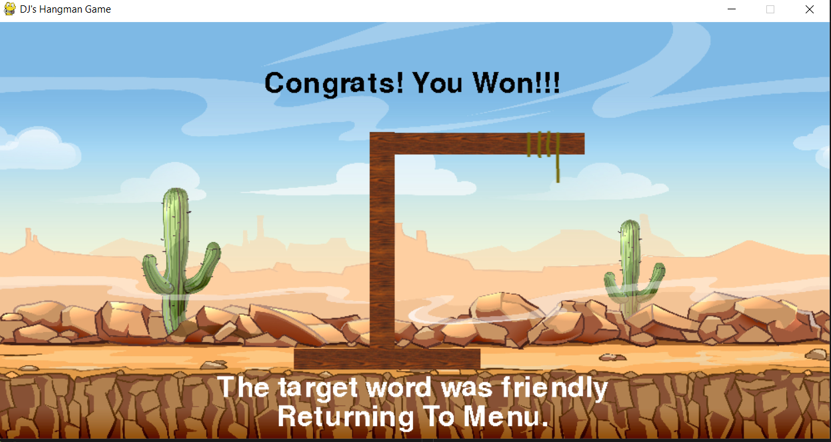 DJ's Hangman Game
Congrats! You Won!!!
The target word was friendly
Returning To Menu.